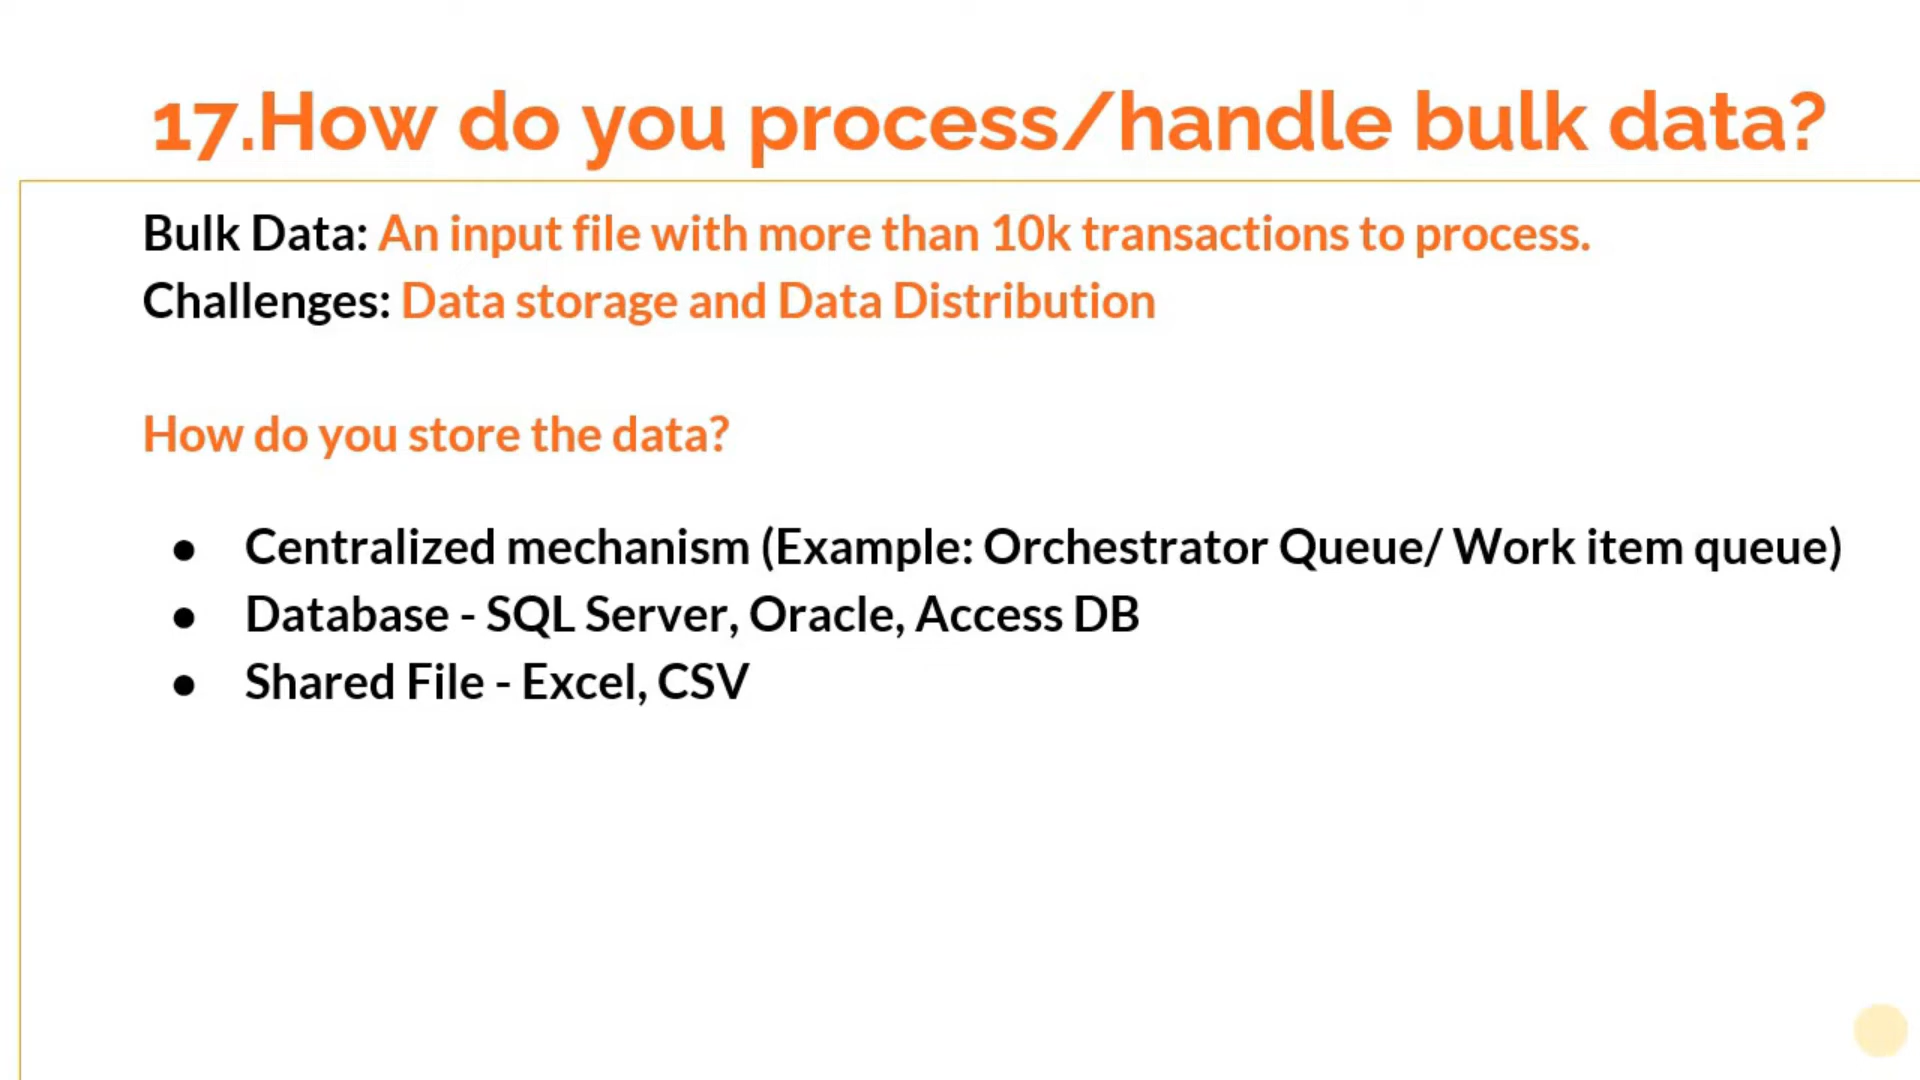 17.How do you process/handle bulk data?
Bulk Data: An input file with more than 10k transactions to process.
Challenges: Data storage and Data Distribution
How do you store the data?
● Centralized mechanism (Example: Orchestrator Queue/ Work item queue)
● Database - SQL Server, Oracle, Access DB
● Shared File - Excel, CSV